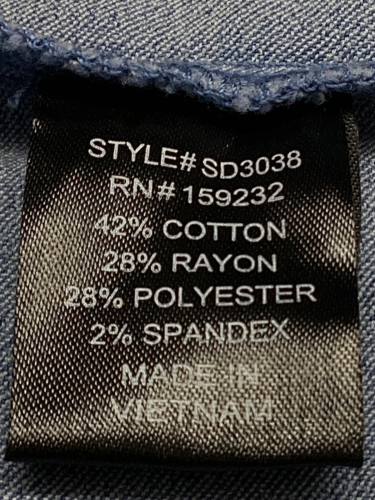 STYLE# SD3038
RN# 159232
42% COTTON
28% RAYON
28% POLYESTER
2% SPANDEX
MADE IN
VIETNAM